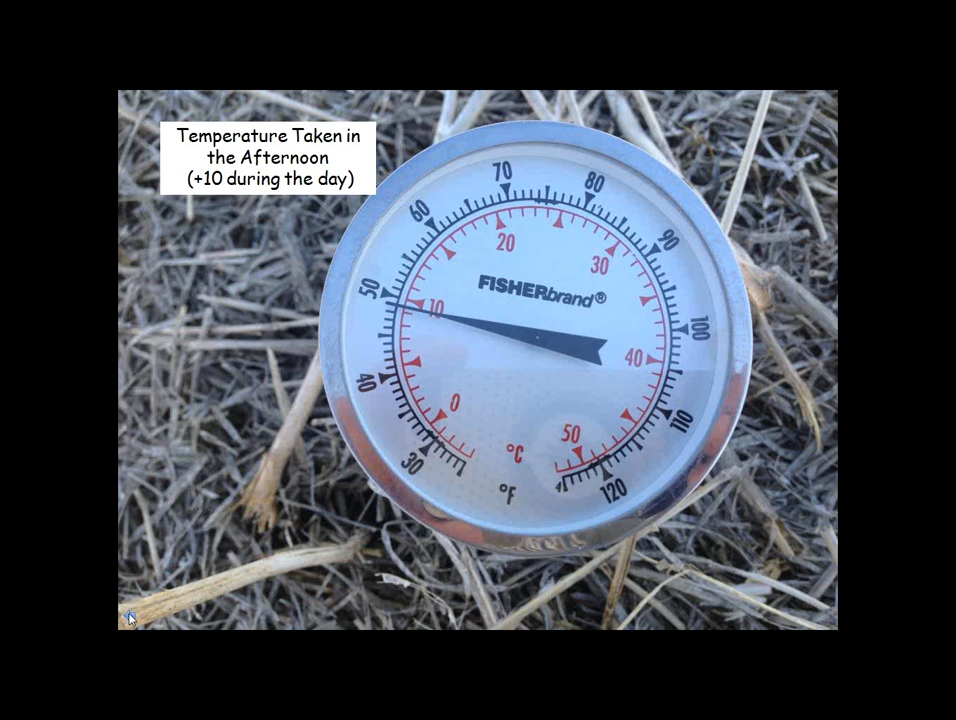 Temperature Taken in
the Afternoon
(+10 during the day)
70
80
60
90
20
50
30
FISHERbrand®
10
100
40
40
0
110
50
°C
30
°F
120